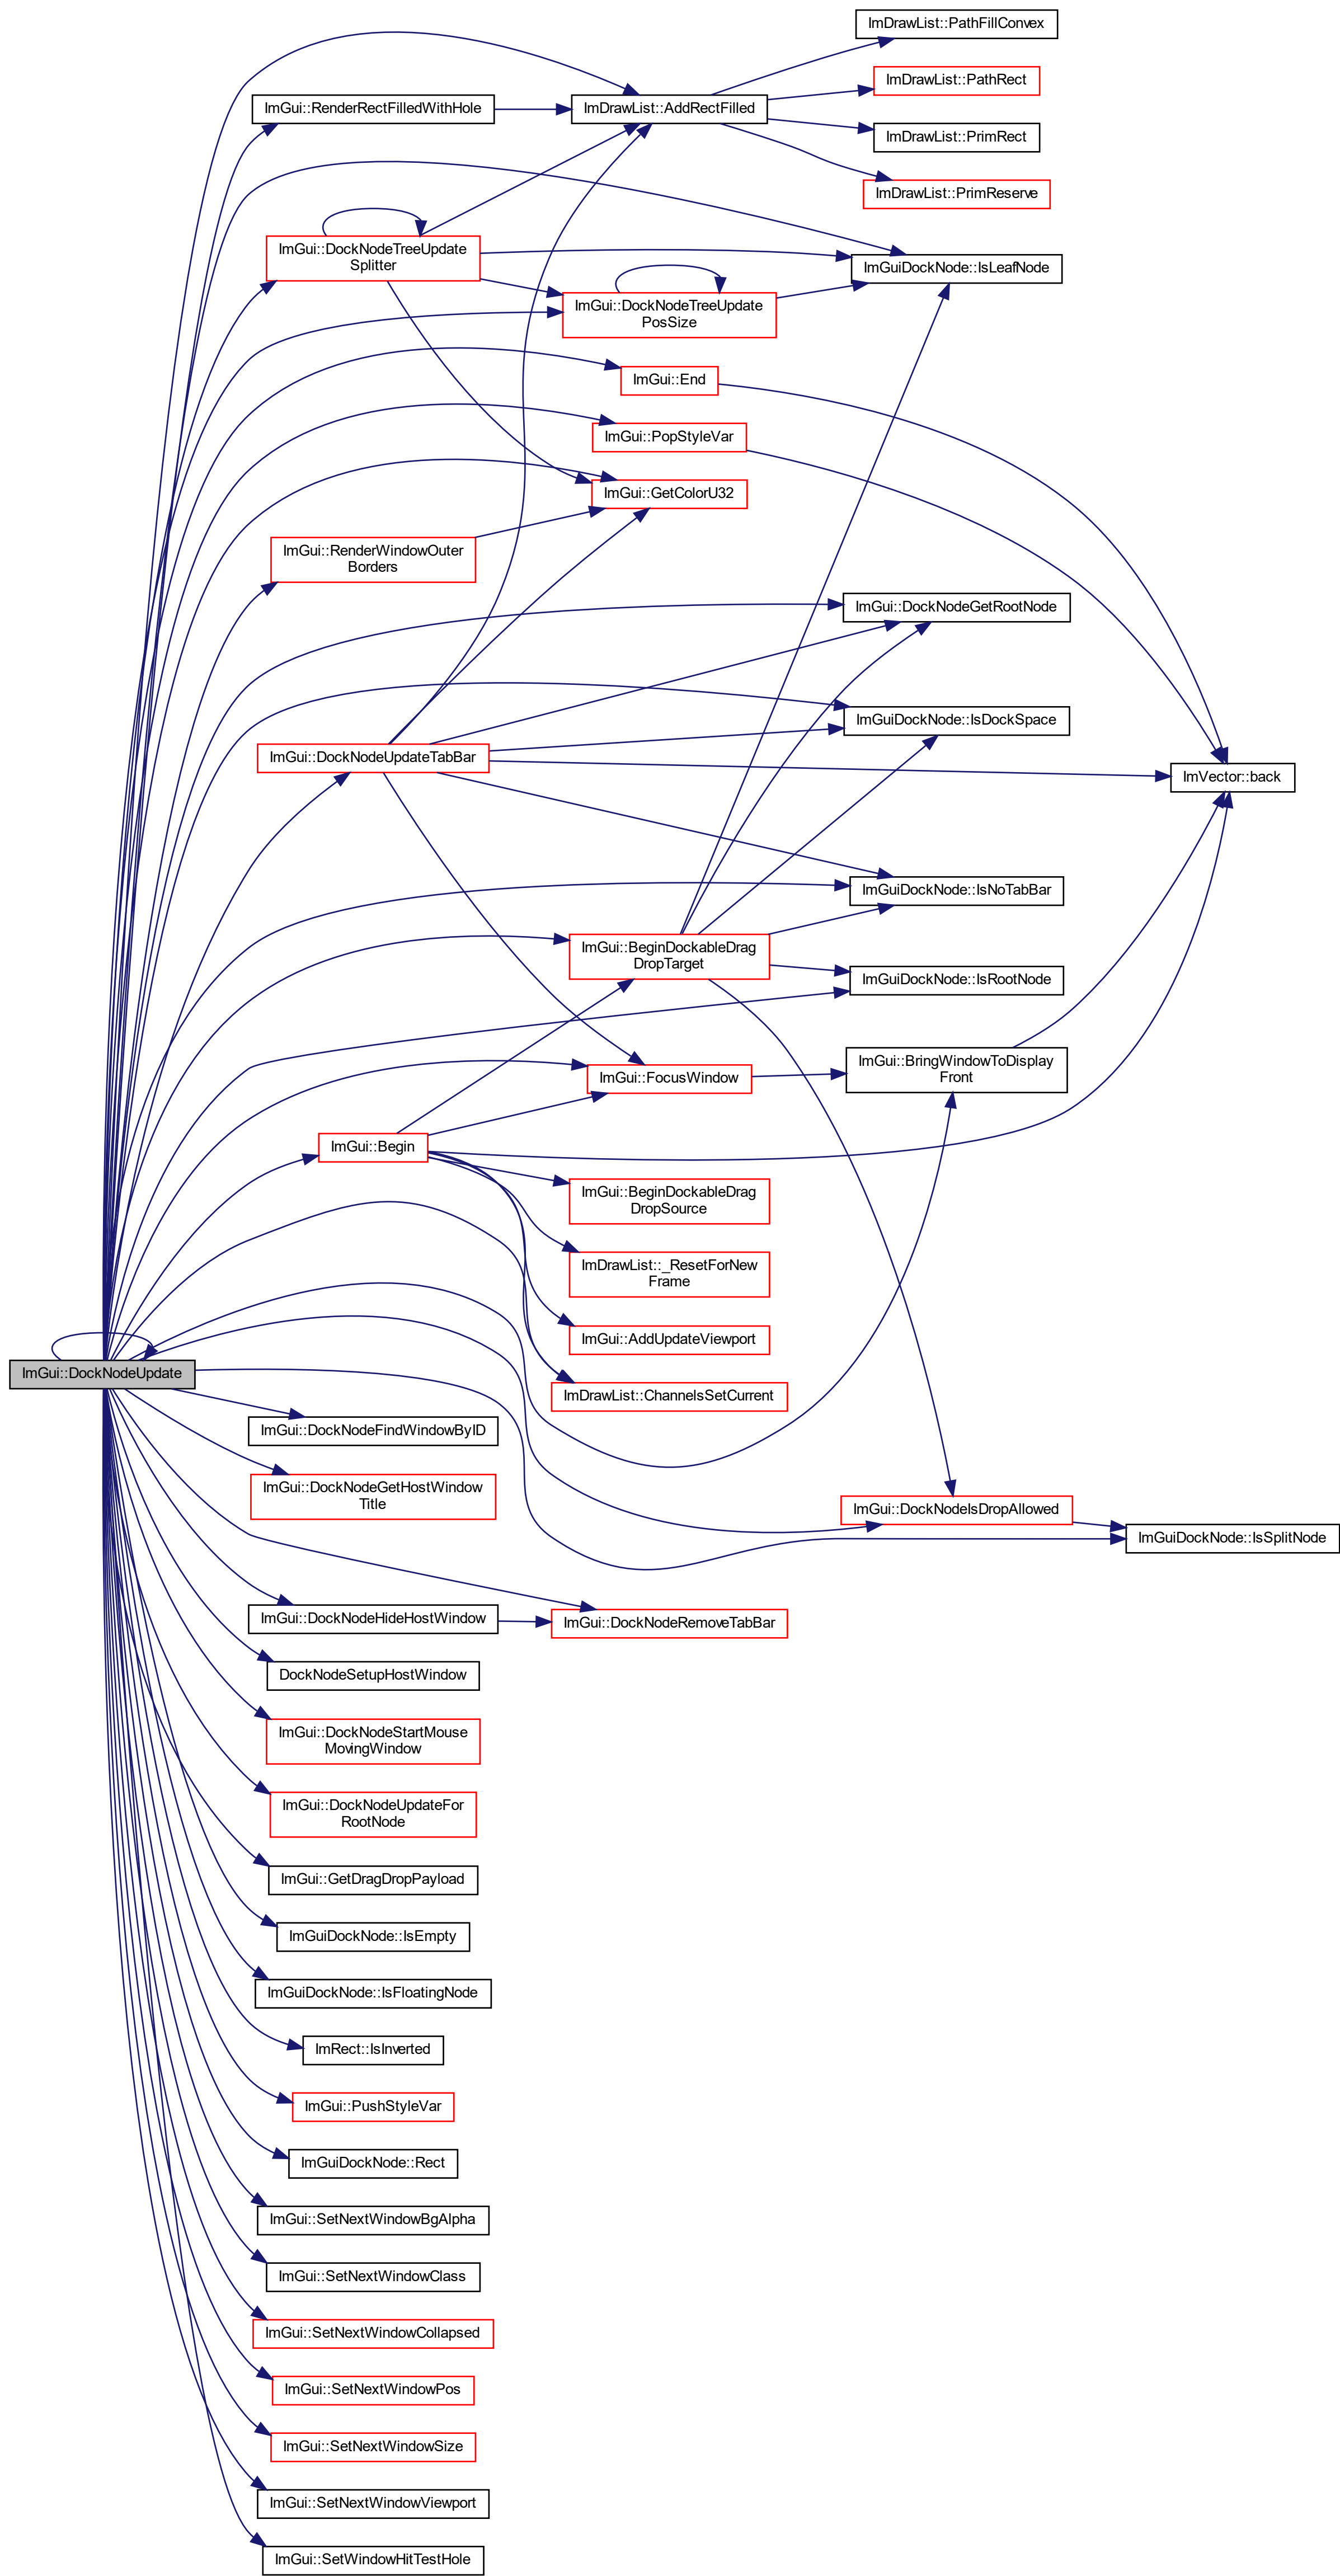 ImDrawList::PathFillConvex
ImDrawList::PathRect
ImGui::RenderRectFilledWithHole
ImDrawList::AddRectFilled
ImDrawList::PrimRect
ImDrawList::PrimReserve
ImGui::DockNodeTreeUpdate
Splitter
ImGuiDockNode::IsLeafNode
ImGui::DockNodeTreeUpdate
PosSize
ImGui::End
ImGui::PopStyleVar
ImGui::GetColorU32
ImGui::RenderWindowOuter
Borders
ImGui::DockNodeGetRootNode
ImGuiDockNode::IsDockSpace
ImGui::DockNodeUpdateTabBar
ImVector::back
ImGuiDockNode::IsNoTabBar
ImGui::BeginDockableDrag
DropTarget
ImGuiDockNode::IsRootNode
ImGui::BringWindowToDisplay
Front
ImGui::FocusWindow
ImGui::Begin
ImGui::BeginDockableDrag
DropSource
ImDrawList::_ResetForNew
Frame
ImGui::AddUpdateViewport
ImGui::DockNodeUpdate
ImDrawList::ChannelsSetCurrent
ImGui::DockNodeFindWindowByID
ImGui::DockNodeGetHostWindow
Title
ImGui::DockNodeIsDropAllowed
ImGuiDockNode::IsSplitNode
ImGui::DockNodeHideHostWindow
ImGui::DockNodeRemoveTabBar
DockNodeSetupHostWindow
ImGui::DockNodeStartMouse
MovingWindow
ImGui::DockNodeUpdateFor
RootNode
ImGui::GetDragDropPayload
ImGuiDockNode::IsEmpty
ImGuiDockNode::IsFloatingNode
ImRect::IsInverted
ImGui::PushStyleVar
ImGuiDockNode::Rect
ImGui::SetNextWindowBgAlpha
ImGui::SetNextWindowClass
ImGui::SetNextWindowCollapsed
ImGui::SetNextWindowPos
ImGui::SetNextWindowSize
ImGui::SetNextWindowViewport
ImGui::SetWindowHitTestHole